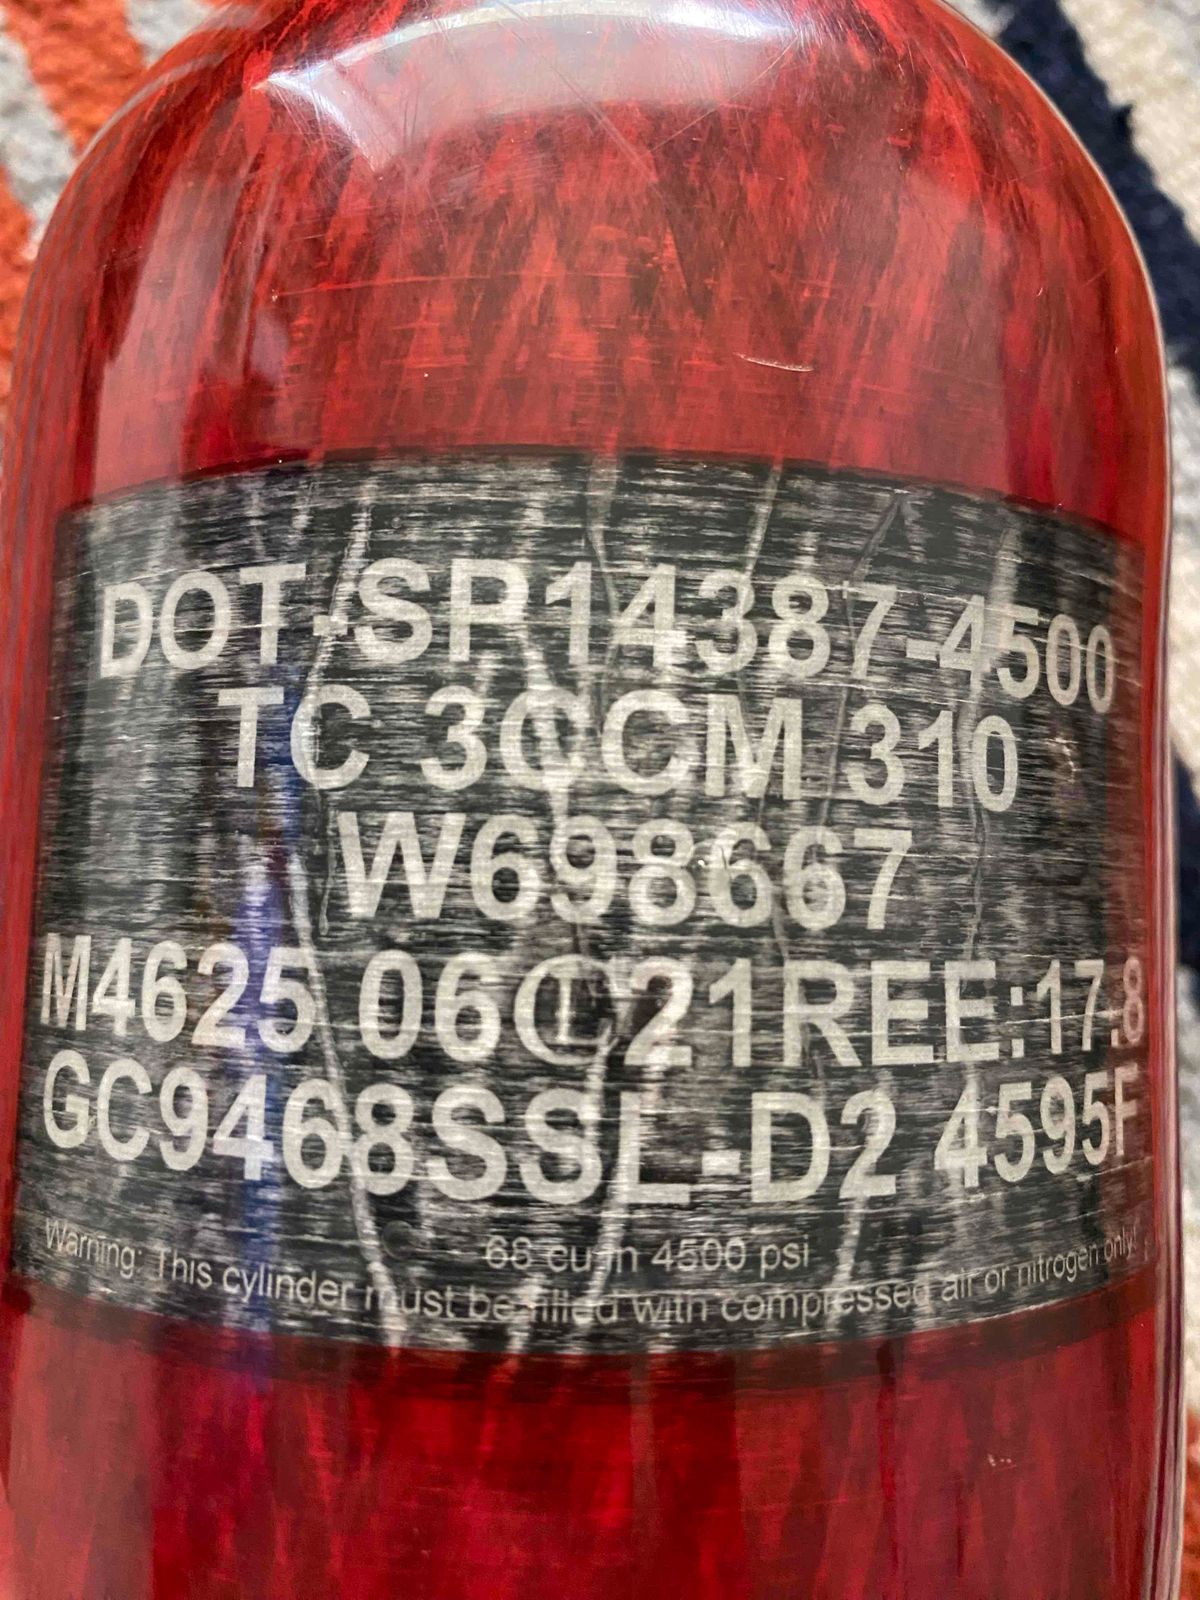 DOT-SP14387-4500
TC 3CCM 310
W698667
M4625 06Ⓛ21REE:17.8
GC9468SSL-D2 4595F
68 cu in 4500 psi
Warning: This cylinder must be filled with compressed air or nitrogen only!